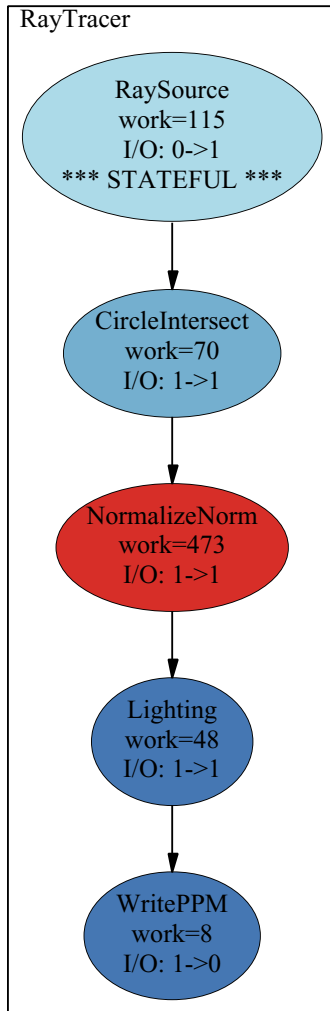 RayTracer
RaySource
work=115
I/O: 0->1
*** STATEFUL ***
CircleIntersect
work=70
I/O: 1->1
NormalizeNorm
work=473
I/O: 1->1
Lighting
work=48
I/O: 1->1
WritePPM
work=8
I/O: 1->0